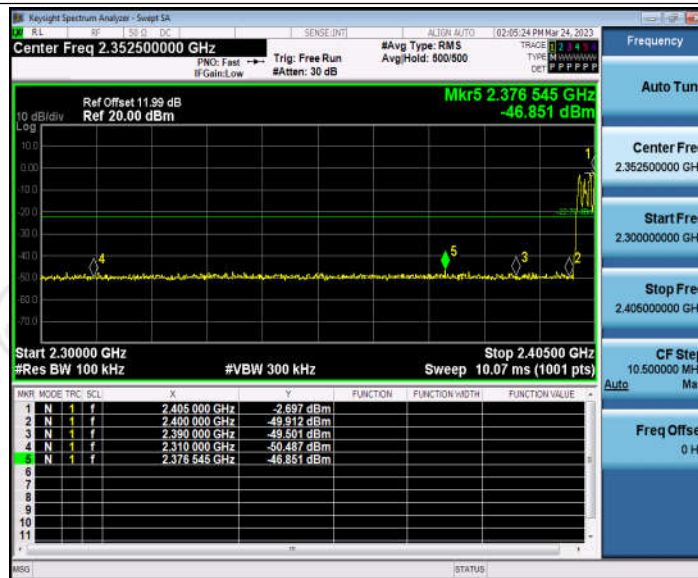 Keysight Spectrum Analyzer - Swept SA
RL RF 50 Ω DC SENSE:INT ALIGN AUTO 02:05:24 PM Mar 24, 2023
Center Freq 2.352500000 GHz
PNO: Fast Trig: Free Run
IFGain:Low #Atten: 30 dB
#Avg Type: RMS
Avg|Hold: 500/500
TRACE 1 2 3 4 5 6
TYPE M W W W W W
DET P P P P P P
Frequency
Auto Tun
Center Fre
2.352500000 GH
Start Fre
2.300000000 GH
Stop Fre
2.405000000 GH
CF Step
10.500000 MH
Auto Ma
Freq Offse
0 H
Mkr5 2.376 545 GHz
-46.851 dBm
Ref Offset 11.99 dB
10 dB/div Ref 20.00 dBm
Log
10.0
0.00
-10.0
-20.0
-30.0
-40.0
-50.0
-60.0
-70.0
1
4
5
3
2
Start 2.30000 GHz Stop 2.40500 GHz
#Res BW 100 kHz #VBW 300 kHz Sweep 10.07 ms (1001 pts)
MKR MODE TRC SCL X Y FUNCTION FUNCTION WIDTH FUNCTION VALUE
1 N 1 f 2.405 000 GHz -2.697 dBm
2 N 1 f 2.400 000 GHz -49.912 dBm
3 N 1 f 2.390 000 GHz -49.501 dBm
4 N 1 f 2.310 000 GHz -50.487 dBm
5 N 1 f 2.376 545 GHz -46.851 dBm
6
7
8
9
10
11
MSG STATUS